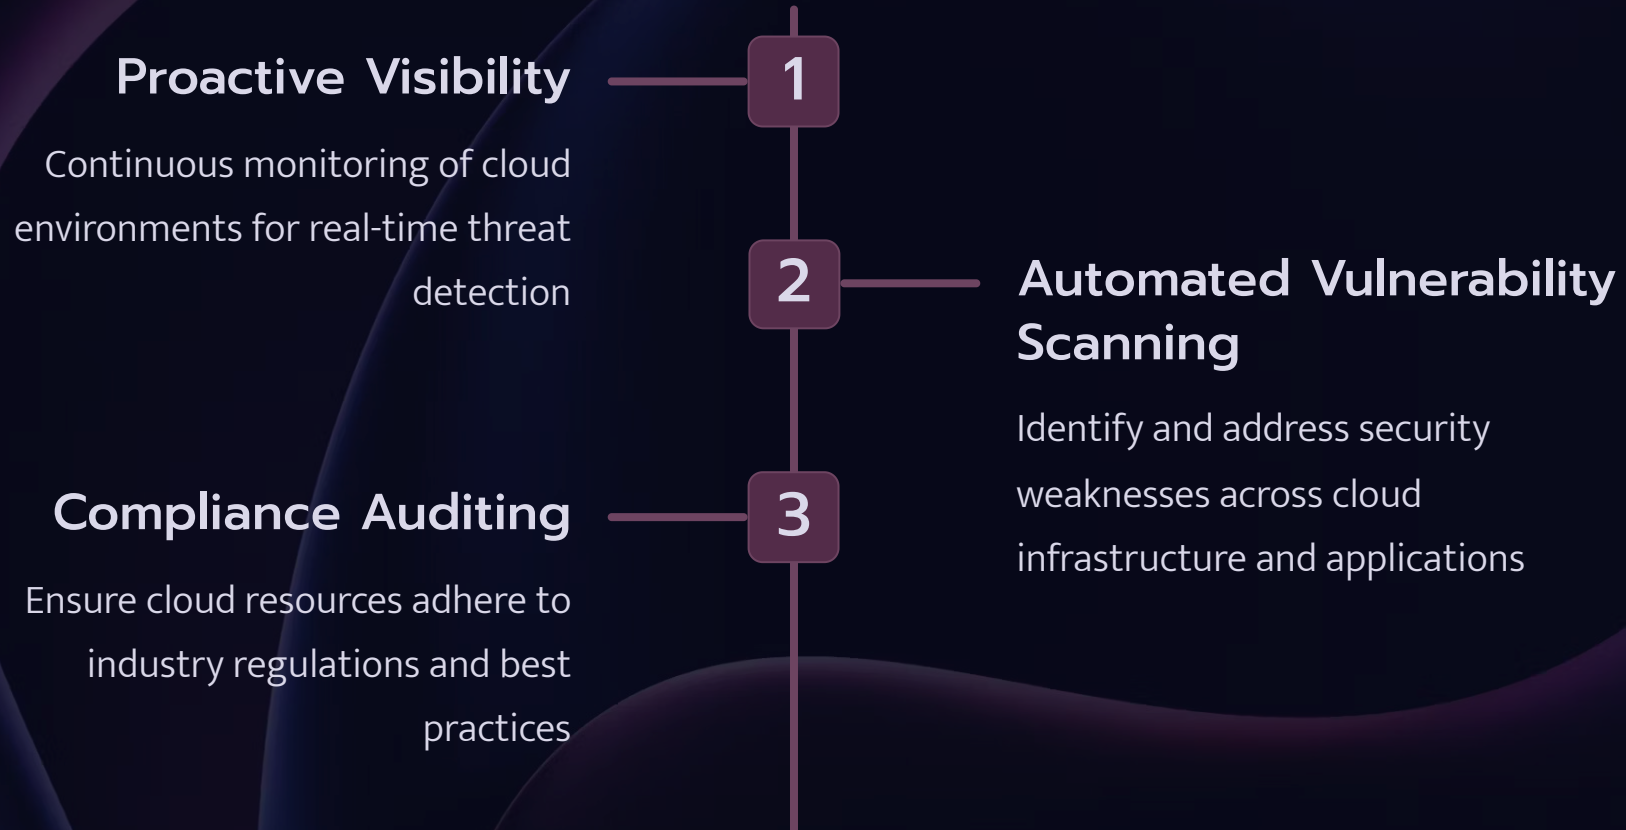 1
Proactive Visibility
Continuous monitoring of cloud
environments for real-time threat
detection
2
Automated Vulnerability
Scanning
Identify and address security
weaknesses across cloud
infrastructure and applications
3
Compliance Auditing
Ensure cloud resources adhere to
industry regulations and best
practices